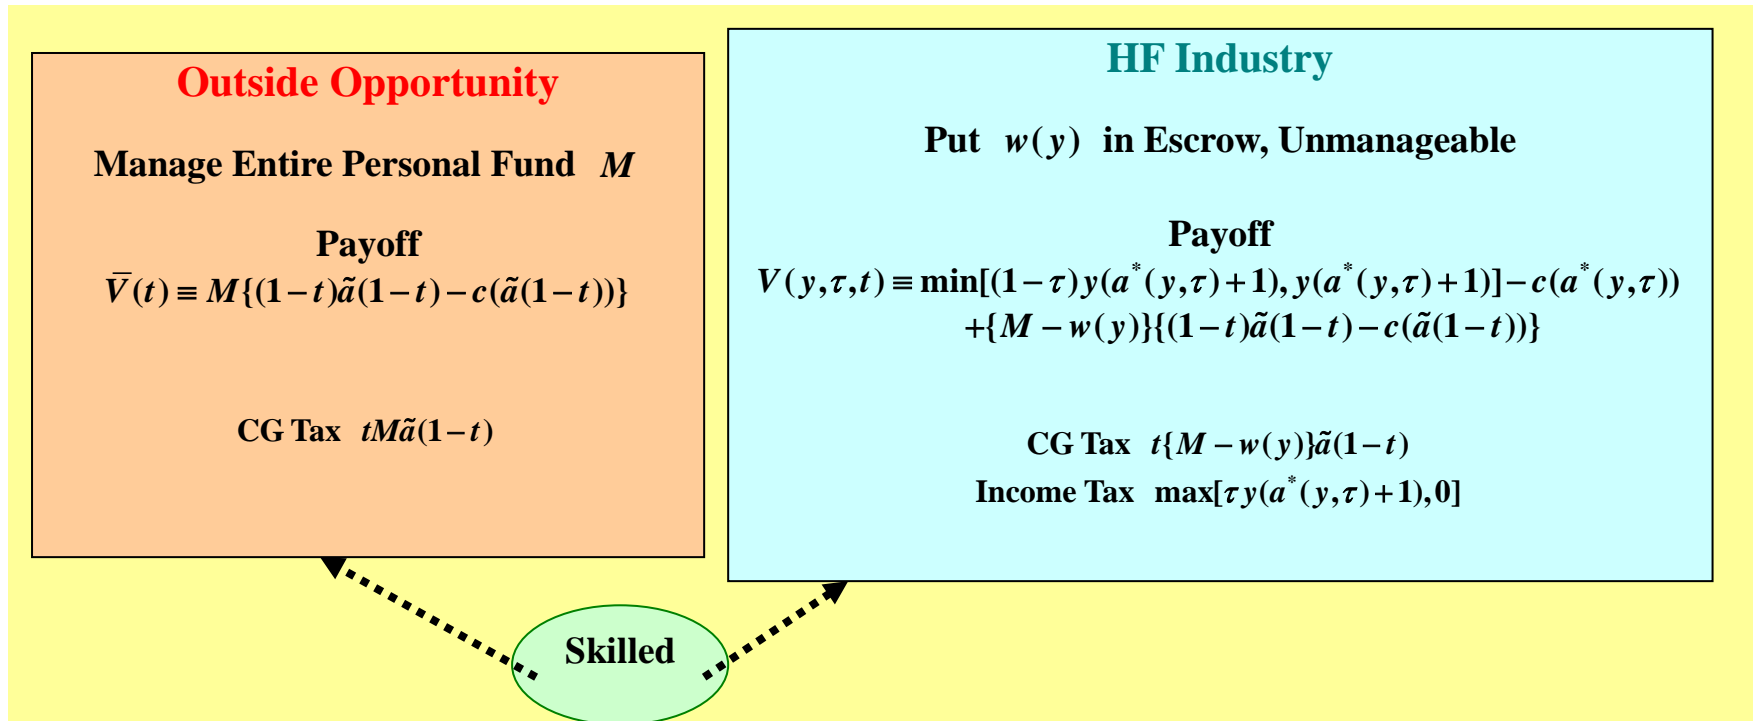 Outside Opportunity
Manage Entire Personal Fund M
Payoff
V̄(t) ≡ M{(1−t)ã(1−t)−c(ã(1−t))}
CG Tax tMã(1−t)
HF Industry
Put w(y) in Escrow, Unmanageable
Payoff
V(y,τ,t) ≡ min[(1−τ)y(a*(y,τ)+1), y(a*(y,τ)+1)]−c(a*(y,τ))
+{M−w(y)}{(1−t)ã(1−t)−c(ã(1−t))}
CG Tax t{M−w(y)}ã(1−t)
Income Tax max[τy(a*(y,τ)+1),0]
Skilled